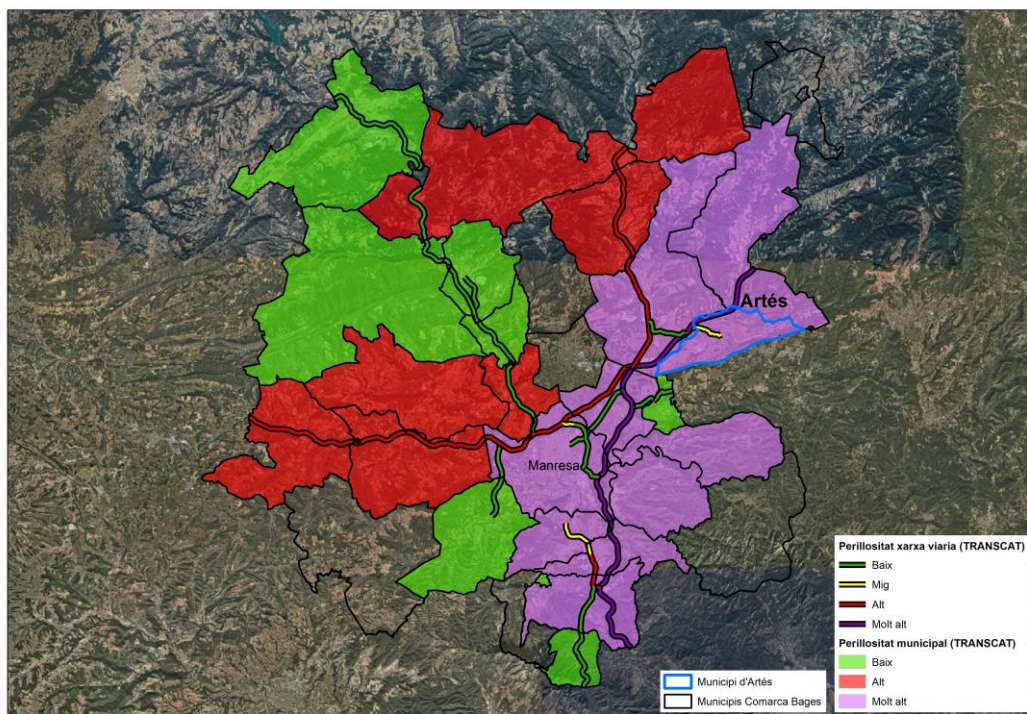 Artés
Manresa
Perillositat xarxa viaria (TRANSCAT)
Baix
Mig
Alt
Molt alt
Perillositat municipal (TRANSCAT)
Baix
Alt
Molt alt
Municipi d'Artés
Municipis Comarca Bages